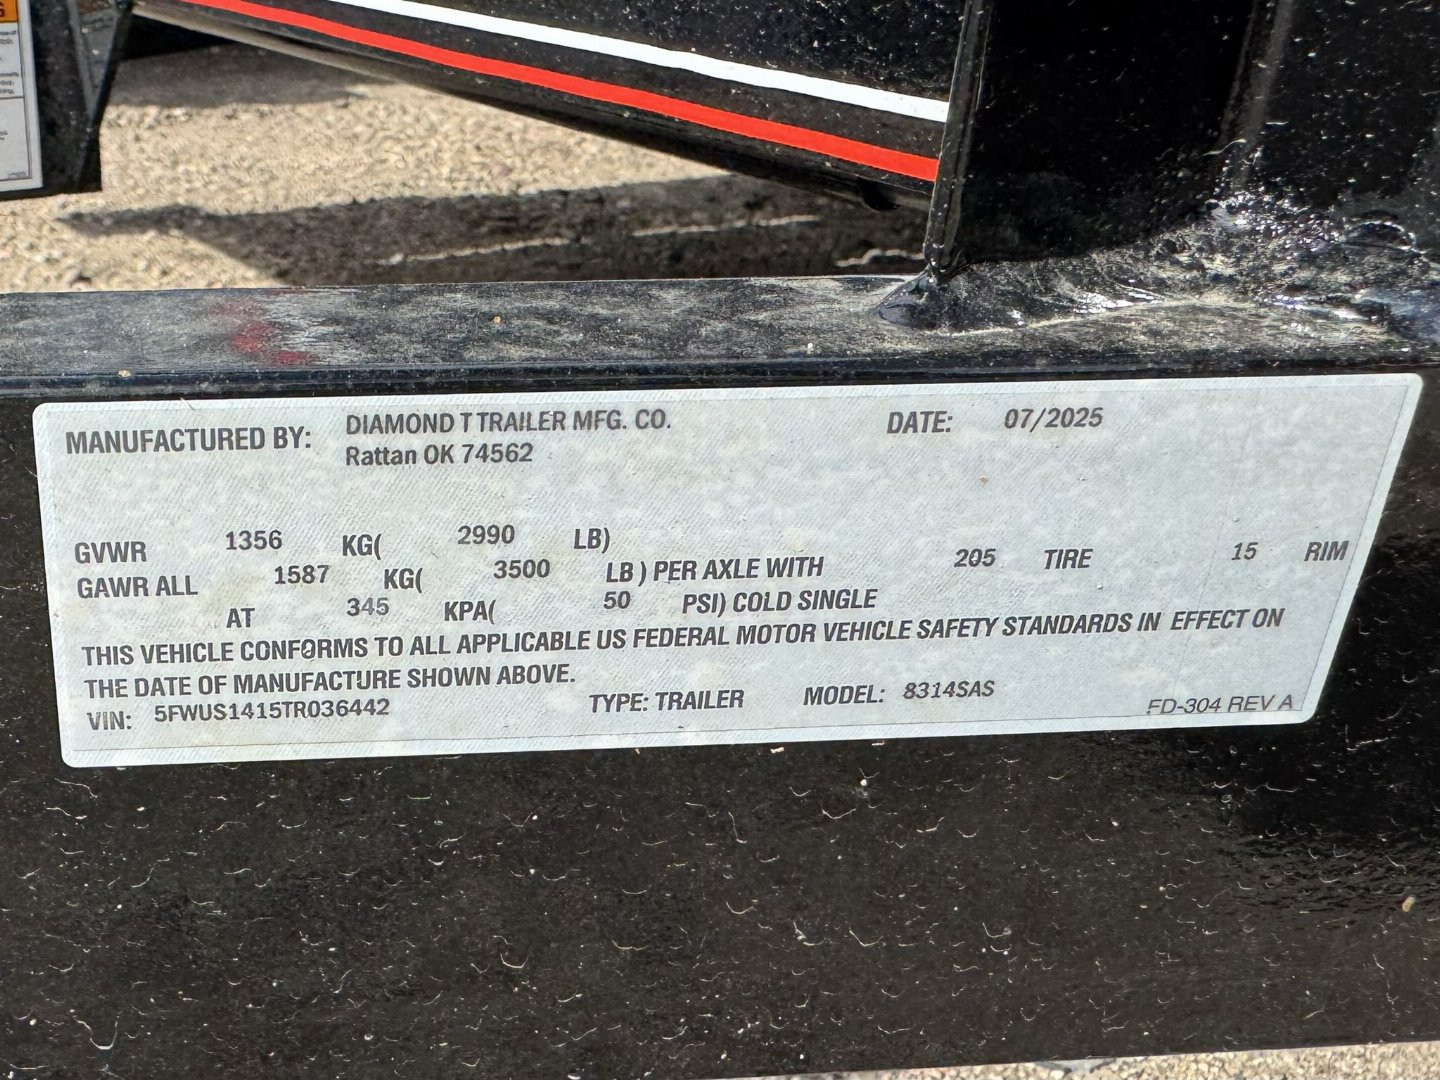 MANUFACTURED BY: DIAMOND T TRAILER MFG. CO. DATE: 07/2025
Rattan OK 74562
GVWR 1356 KG( 2990 LB)
GAWR ALL 1587 KG( 3500 LB ) PER AXLE WITH 205 TIRE 15 RIM
AT 345 KPA( 50 PSI) COLD SINGLE
THIS VEHICLE CONFORMS TO ALL APPLICABLE US FEDERAL MOTOR VEHICLE SAFETY STANDARDS IN EFFECT ON
THE DATE OF MANUFACTURE SHOWN ABOVE.
VIN: 5FWUS1415TR036442 TYPE: TRAILER MODEL: 8314SAS FD-304 REV A